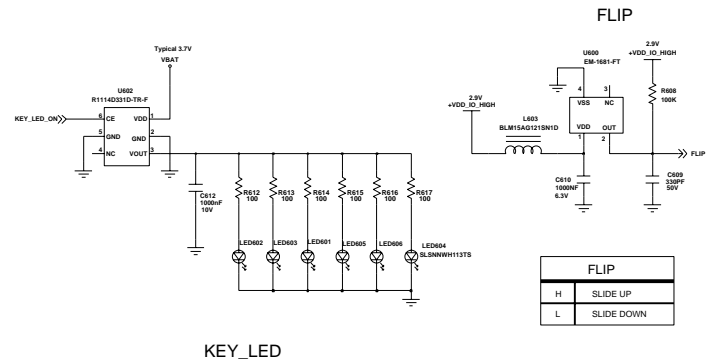 FLIP
Typical 3.7V
VBAT
U602
R1114D331D-TR-F
KEY_LED_ON
6 CE VDD 1
5 GND GND 2
4 NC VOUT 3
C612
1000nF
10V
R612
100
R613
100
R614
100
R615
100
R616
100
R617
100
LED602
LED603
LED601
LED605
LED606
LED604
SLSNNWH113TS
KEY_LED
2.9V
+VDD_IO_HIGH
L603
BLM15AG121SN1D
U600
EM-1681-FT
4 3
VSS NC
VDD OUT
1 2
2.9V
+VDD_IO_HIGH
R608
100K
FLIP
C610
1000NF
6.3V
C609
330PF
50V
FLIP
H SLIDE UP
L SLIDE DOWN